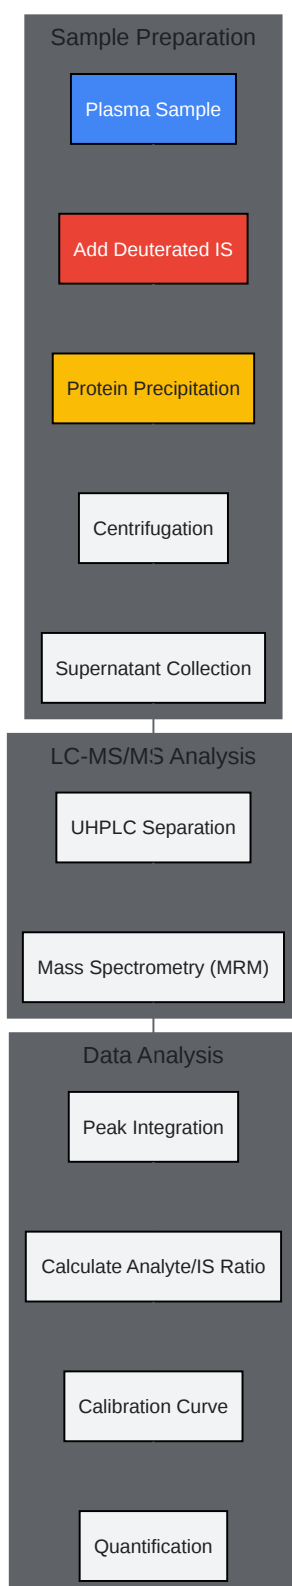 Sample Preparation
Plasma Sample
Add Deuterated IS
Protein Precipitation
Centrifugation
Supernatant Collection
LC-MS/MS Analysis
UHPLC Separation
Mass Spectrometry (MRM)
Data Analysis
Peak Integration
Calculate Analyte/IS Ratio
Calibration Curve
Quantification